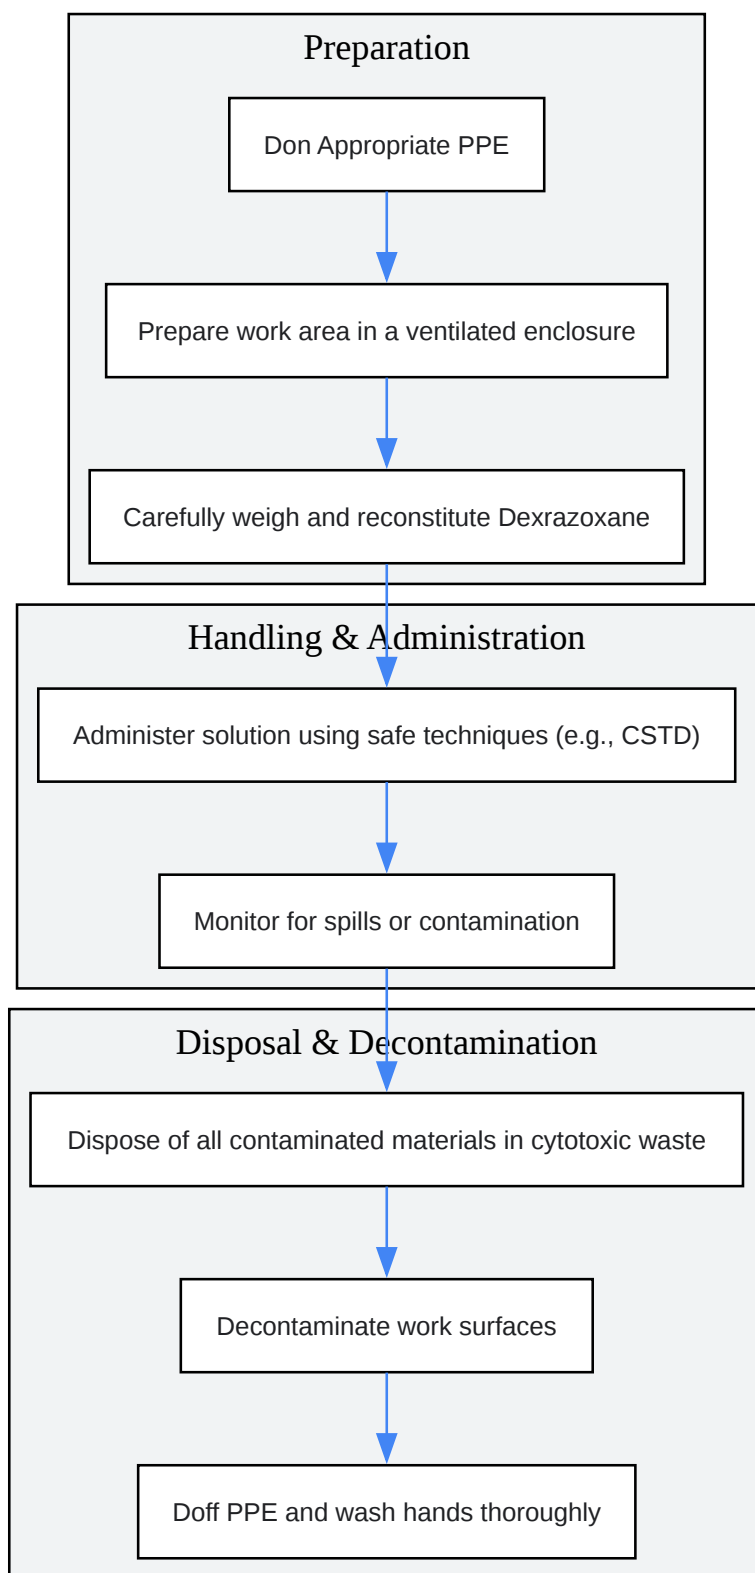 Preparation
Don Appropriate PPE
Prepare work area in a ventilated enclosure
Carefully weigh and reconstitute Dexrazoxane
Handling & Administration
Administer solution using safe techniques (e.g., CSTD)
Monitor for spills or contamination
Disposal & Decontamination
Dispose of all contaminated materials in cytotoxic waste
Decontaminate work surfaces
Doff PPE and wash hands thoroughly